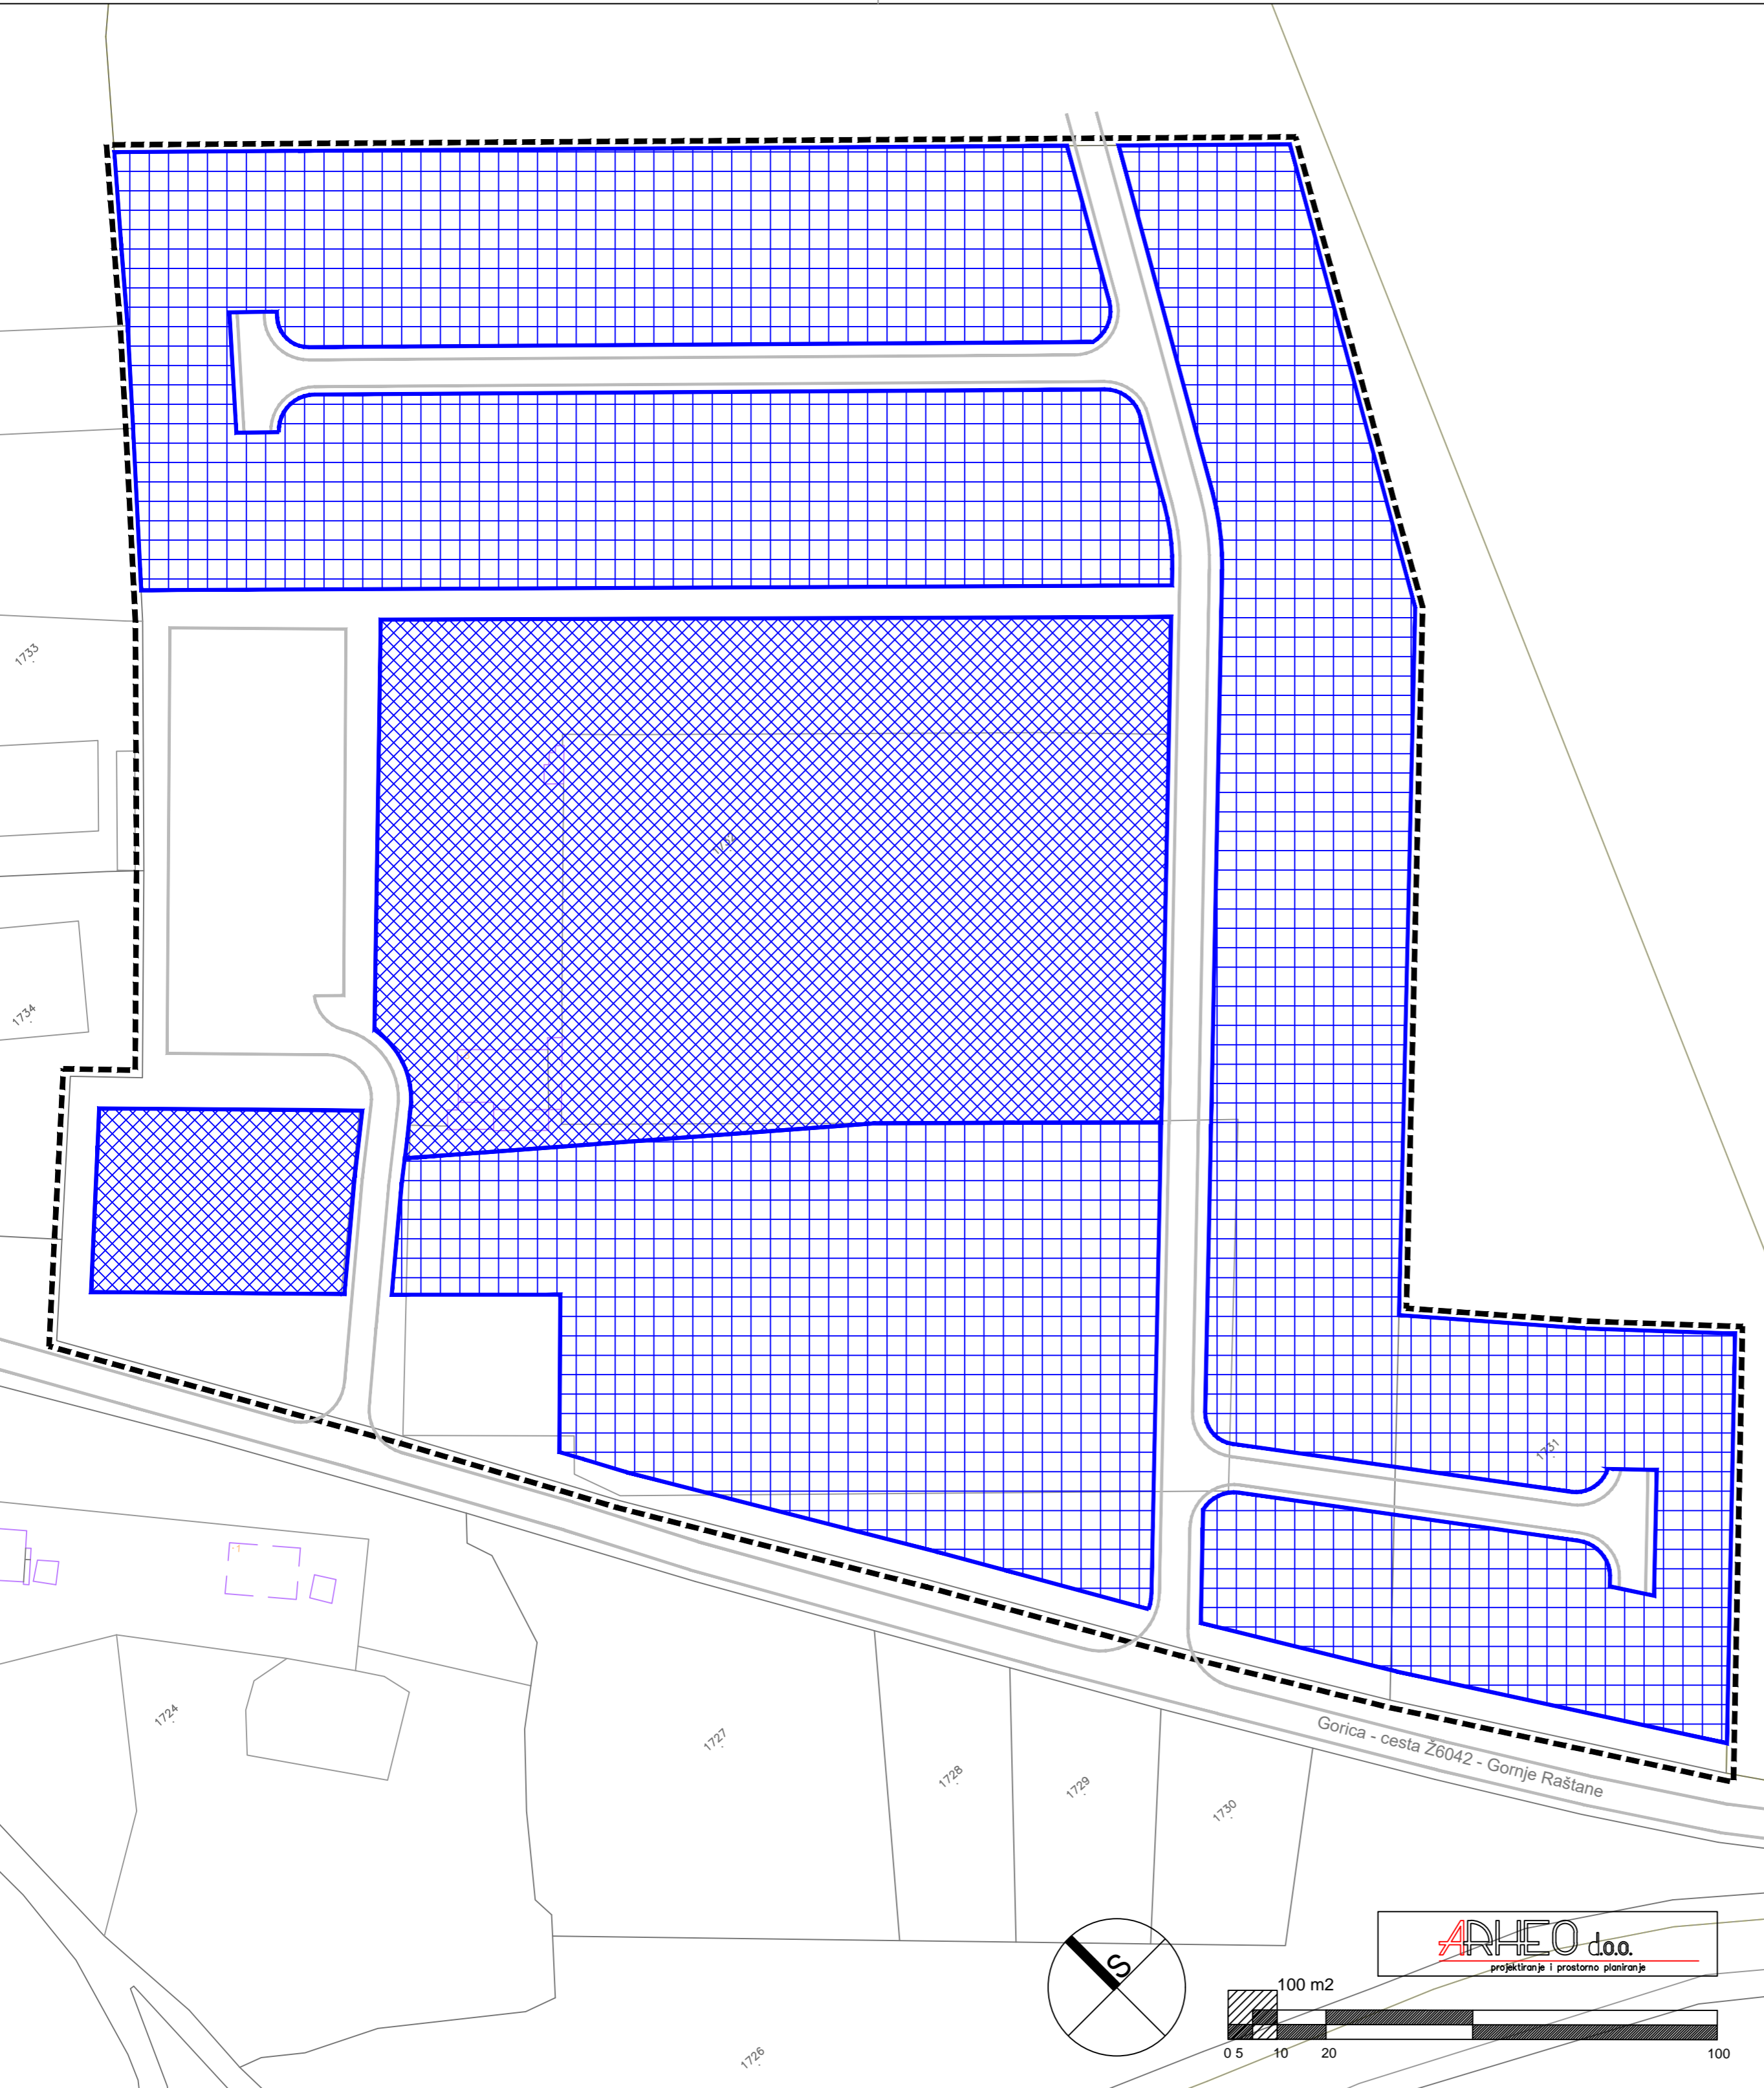 1733
1732
1734
1731
1724
1727
1728
1729
1730
Gorica - cesta Ž6042 - Gornje Raštane
S
ARHEO d.o.o.
projektiranje i prostorno planiranje
100 m2
0 5 10 20 100
1726